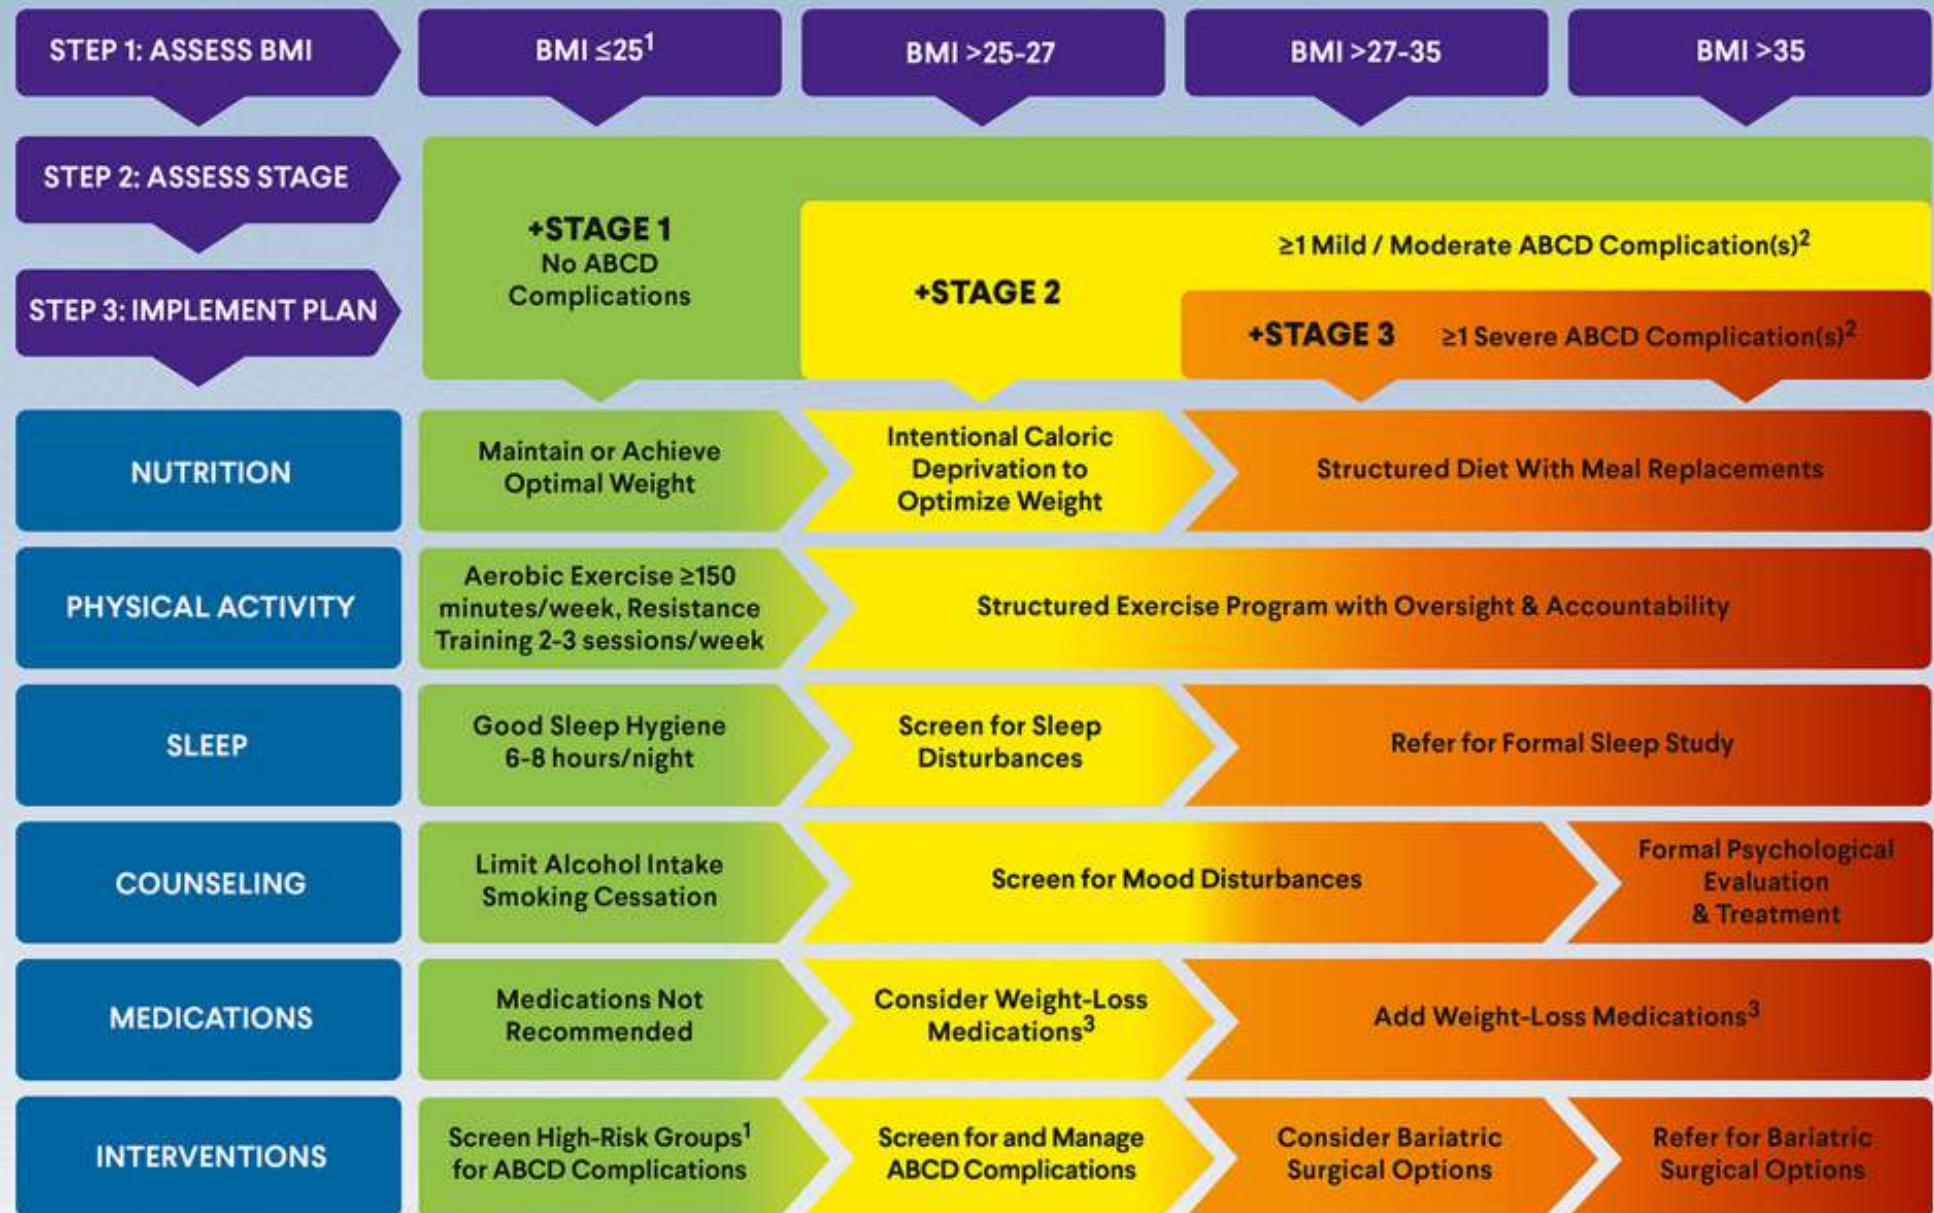 STEP 1: ASSESS BMI
BMI ≤25¹
BMI >25-27
BMI >27-35
BMI >35
STEP 2: ASSESS STAGE
STEP 3: IMPLEMENT PLAN
+STAGE 1
No ABCD
Complications
+STAGE 2
≥1 Mild / Moderate ABCD Complication(s)²
+STAGE 3
≥1 Severe ABCD Complication(s)²
NUTRITION
Maintain or Achieve
Optimal Weight
Intentional Caloric
Deprivation to
Optimize Weight
Structured Diet With Meal Replacements
PHYSICAL ACTIVITY
Aerobic Exercise ≥150
minutes/week, Resistance
Training 2-3 sessions/week
Structured Exercise Program with Oversight & Accountability
SLEEP
Good Sleep Hygiene
6-8 hours/night
Screen for Sleep
Disturbances
Refer for Formal Sleep Study
COUNSELING
Limit Alcohol Intake
Smoking Cessation
Screen for Mood Disturbances
Formal Psychological
Evaluation
& Treatment
MEDICATIONS
Medications Not
Recommended
Consider Weight-Loss
Medications³
Add Weight-Loss Medications³
INTERVENTIONS
Screen High-Risk Groups¹
for ABCD Complications
Screen for and Manage
ABCD Complications
Consider Bariatric
Surgical Options
Refer for Bariatric
Surgical Options